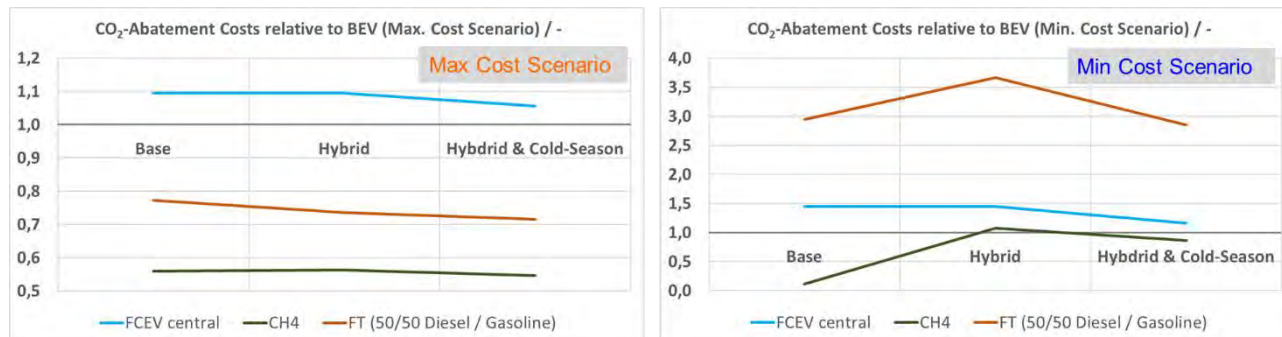 CO₂-Abatement Costs relative to BEV (Max. Cost Scenario) / -
Max Cost Scenario
1,2
1,1
1,0
0,9
0,8
0,7
0,6
0,5
Base Hybrid Hybdrid & Cold-Season
FCEV central CH4 FT (50/50 Diesel / Gasoline)
CO₂-Abatement Costs relative to BEV (Min. Cost Scenario) / -
Min Cost Scenario
4,0
3,5
3,0
2,5
2,0
1,5
1,0
0,5
0,0
Base Hybrid Hybdrid & Cold-Season
FCEV central CH4 FT (50/50 Diesel / Gasoline)